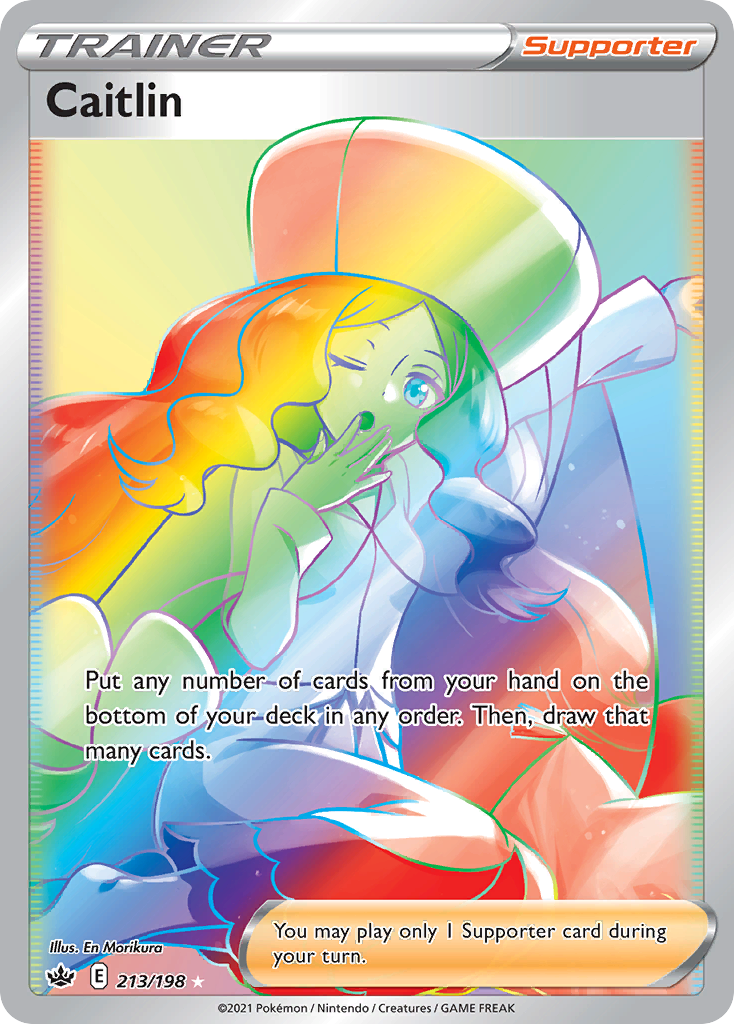 TRAINER
Supporter
Caitlin
Put any number of cards from your hand on the
bottom of your deck in any order. Then, draw that
many cards.
You may play only 1 Supporter card during
your turn.
Illus. En Morikura
E 213/198
©2021 Pokémon / Nintendo / Creatures / GAME FREAK